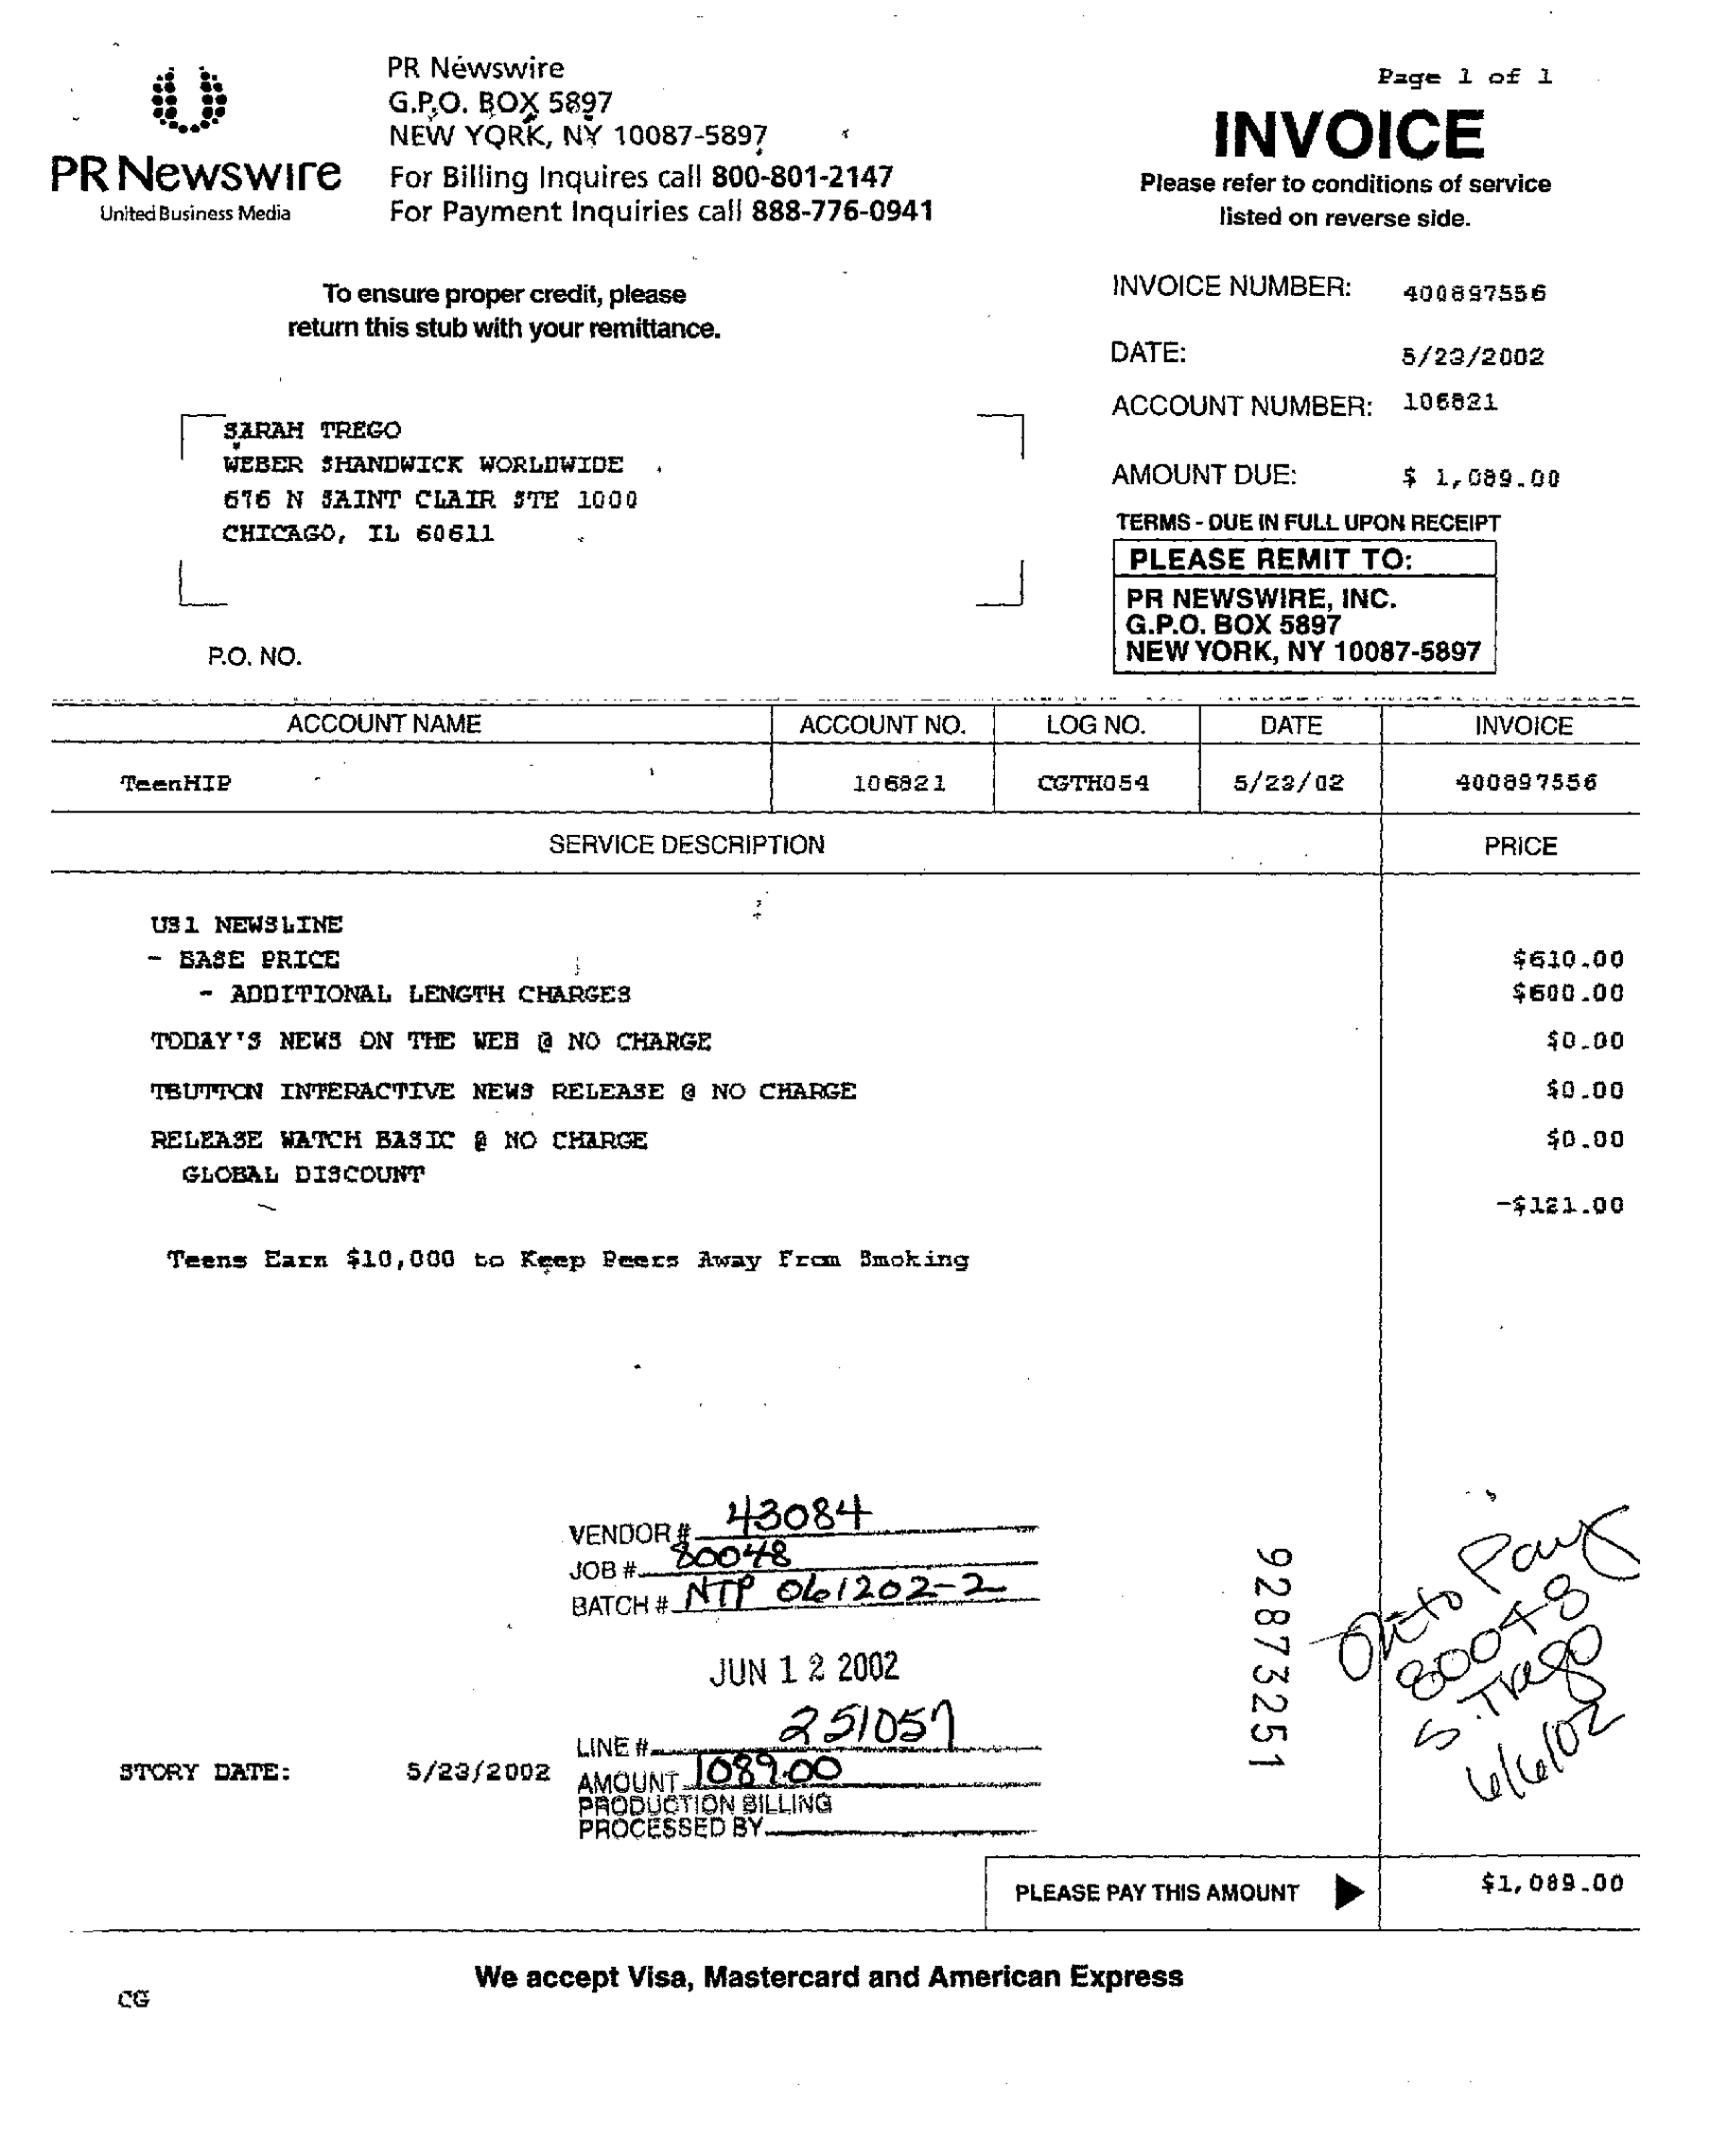 PR Newswire
United Business Media
PR Newswire
G.P.O. BOX 5897
NEW YORK, NY 10087-5897
For Billing Inquires call 800-801-2147
For Payment Inquiries call 888-776-0941
Page 1 of 1
INVOICE
Please refer to conditions of service
listed on reverse side.
To ensure proper credit, please
return this stub with your remittance.
INVOICE NUMBER: 400897556
DATE: 5/23/2002
ACCOUNT NUMBER: 106821
AMOUNT DUE: $ 1,089.00
TERMS - DUE IN FULL UPON RECEIPT
SARAH TREGO
WEBER SHANDWICK WORLDWIDE
676 N SAINT CLAIR STE 1000
CHICAGO, IL 60611
PLEASE REMIT TO:
PR NEWSWIRE, INC.
G.P.O. BOX 5897
NEW YORK, NY 10087-5897
P.O. NO.
ACCOUNT NAME ACCOUNT NO. LOG NO. DATE INVOICE
TeenHIP 106821 CGTH054 5/23/02 400897556
SERVICE DESCRIPTION PRICE
US1 NEWSLINE
- BASE PRICE $610.00
- ADDITIONAL LENGTH CHARGES $600.00
TODAY'S NEWS ON THE WEB @ NO CHARGE $0.00
TBUTTON INTERACTIVE NEWS RELEASE @ NO CHARGE $0.00
RELEASE WATCH BASIC @ NO CHARGE $0.00
GLOBAL DISCOUNT
-$121.00
Teens Earn $10,000 to Keep Peers Away From Smoking
VENDOR # 43084
JOB # 80048
BATCH # NTP 061202-2
JUN 12 2002
LINE # 251057
AMOUNT 1089.00
PRODUCTION BILLING
PROCESSED BY
STORY DATE: 5/23/2002
92873251
Pay
80048
S. Trego
6/6/02
PLEASE PAY THIS AMOUNT $1,089.00
We accept Visa, Mastercard and American Express
CG